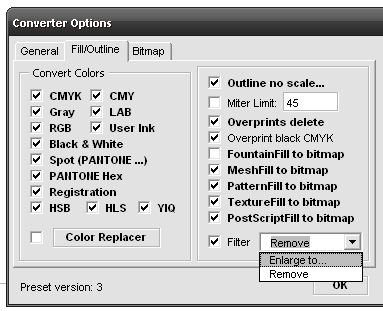 Converter Options
General Fill/Outline Bitmap
Convert Colors
CMYK CMY
Gray LAB
RGB User Ink
Black & White
Spot (PANTONE ...)
PANTONE Hex
Registration
HSB HLS YIQ
Color Replacer
Outline no scale...
Miter Limit: 45
Overprints delete
Overprint black CMYK
FountainFill to bitmap
MeshFill to bitmap
PatternFill to bitmap
TextureFill to bitmap
PostScriptFill to bitmap
Filter Remove
Enlarge to...
Remove
Preset version: 3
OK